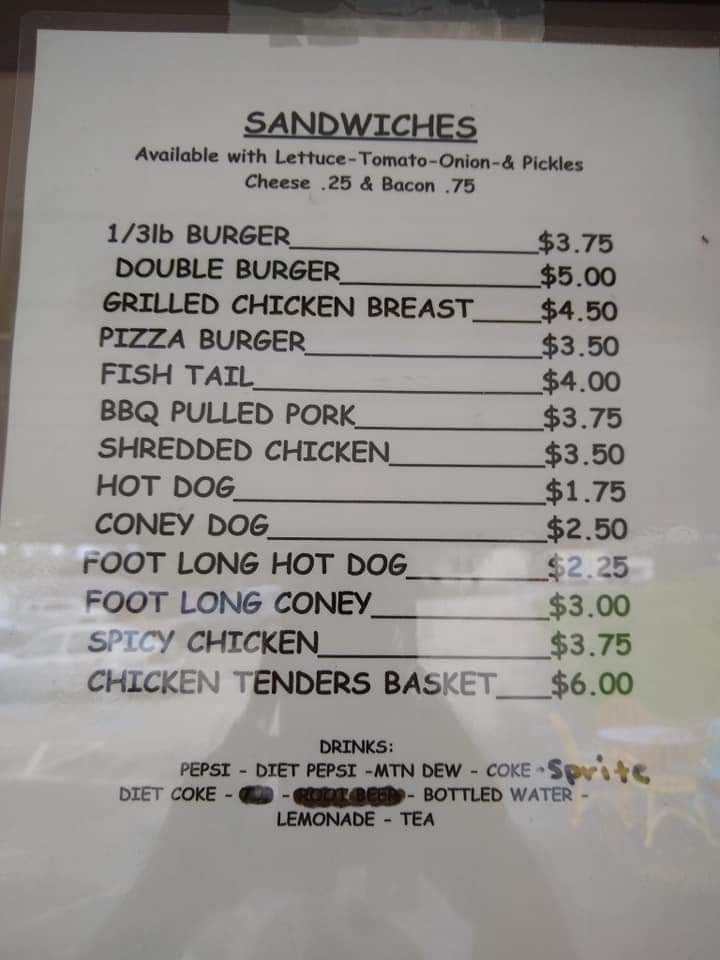 SANDWICHES
Available with Lettuce-Tomato-Onion-& Pickles
Cheese .25 & Bacon .75
1/3lb BURGER $3.75
DOUBLE BURGER $5.00
GRILLED CHICKEN BREAST $4.50
PIZZA BURGER $3.50
FISH TAIL $4.00
BBQ PULLED PORK $3.75
SHREDDED CHICKEN $3.50
HOT DOG $1.75
CONEY DOG $2.50
FOOT LONG HOT DOG $2.25
FOOT LONG CONEY $3.00
SPICY CHICKEN $3.75
CHICKEN TENDERS BASKET $6.00
DRINKS:
PEPSI - DIET PEPSI -MTN DEW - COKE - Sprite
DIET COKE - - ROOT BEER - BOTTLED WATER -
LEMONADE - TEA